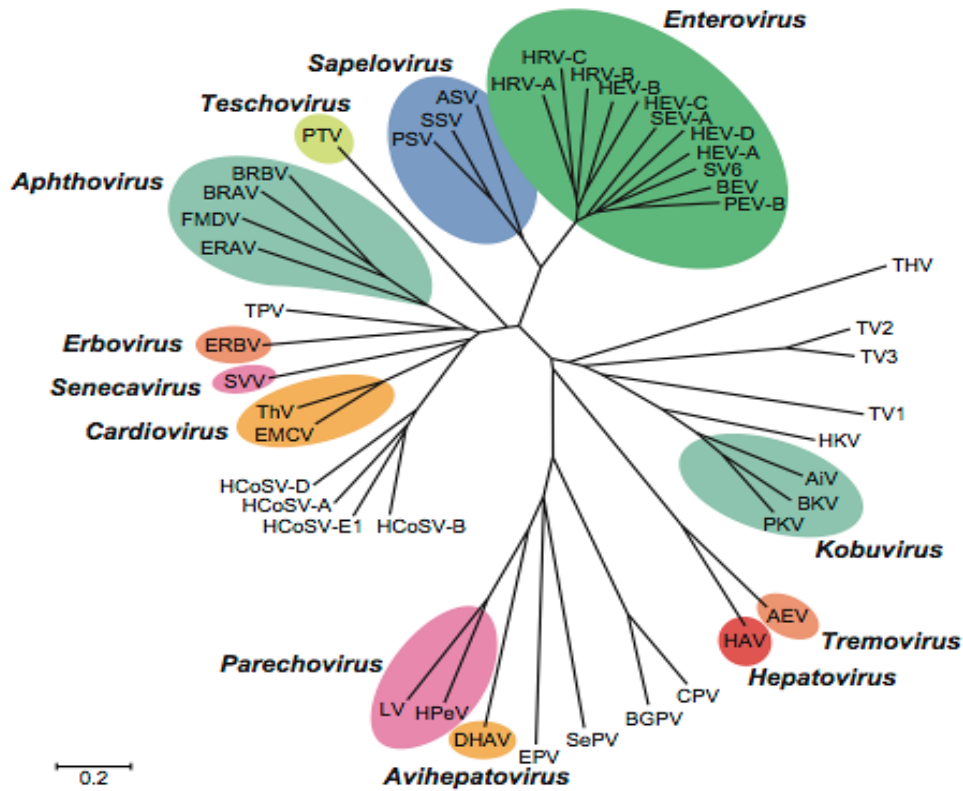 Enterovirus
HRV-C
HRV-B
HRV-A
HEV-B
HEV-C
SEV-A
HEV-D
HEV-A
SV6
BEV
PEV-B
Sapelovirus
ASV
SSV
PSV
Teschovirus
PTV
Aphthovirus
BRBV
BRAV
FMDV
ERAV
TPV
Erbovirus
ERBV
Senecavirus
SVV
Cardiovirus
ThV
EMCV
HCoSV-D
HCoSV-A
HCoSV-E1
HCoSV-B
THV
TV2
TV3
TV1
HKV
AiV
BKV
PKV
Kobuvirus
AEV
Tremovirus
HAV
Hepatovirus
CPV
BGPV
SePV
EPV
Parechovirus
LV
HPeV
DHAV
Avihepatovirus
0.2